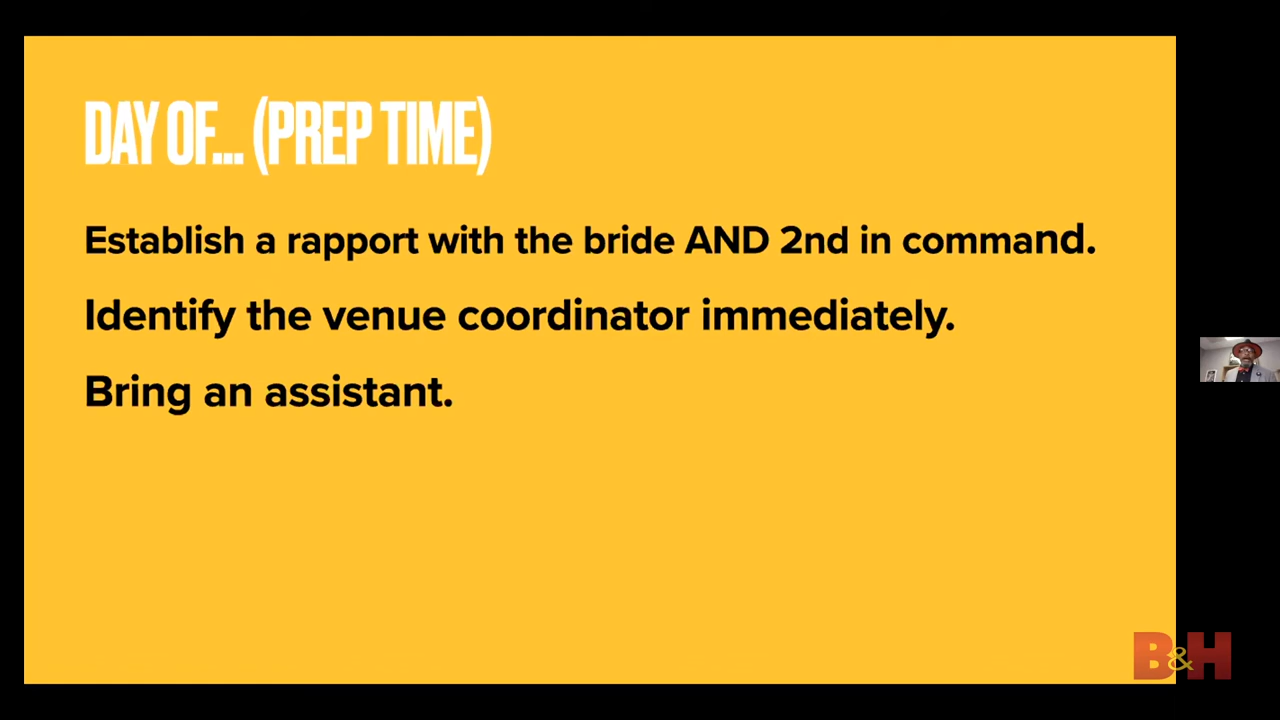 DAY OF... (PREP TIME)
Establish a rapport with the bride AND 2nd in command.
Identify the venue coordinator immediately.
Bring an assistant.
B&H